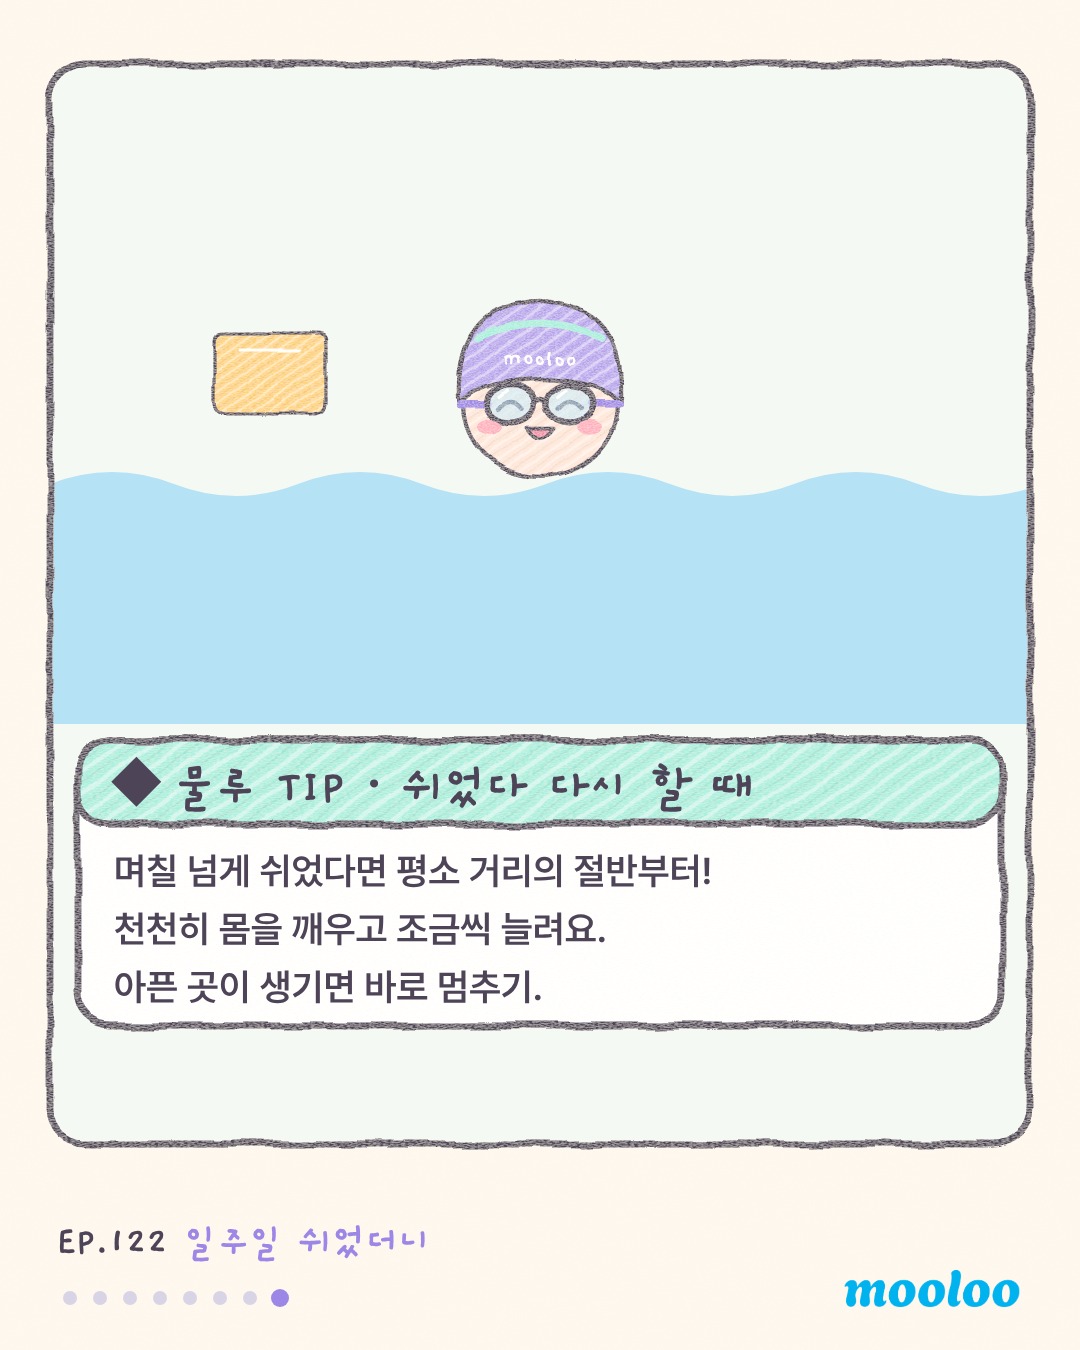 mooloo
물루 TIP · 쉬었다 다시 할 때
며칠 넘게 쉬었다면 평소 거리의 절반부터!
천천히 몸을 깨우고 조금씩 늘려요.
아픈 곳이 생기면 바로 멈추기.
EP.122 일주일 쉬었더니
mooloo